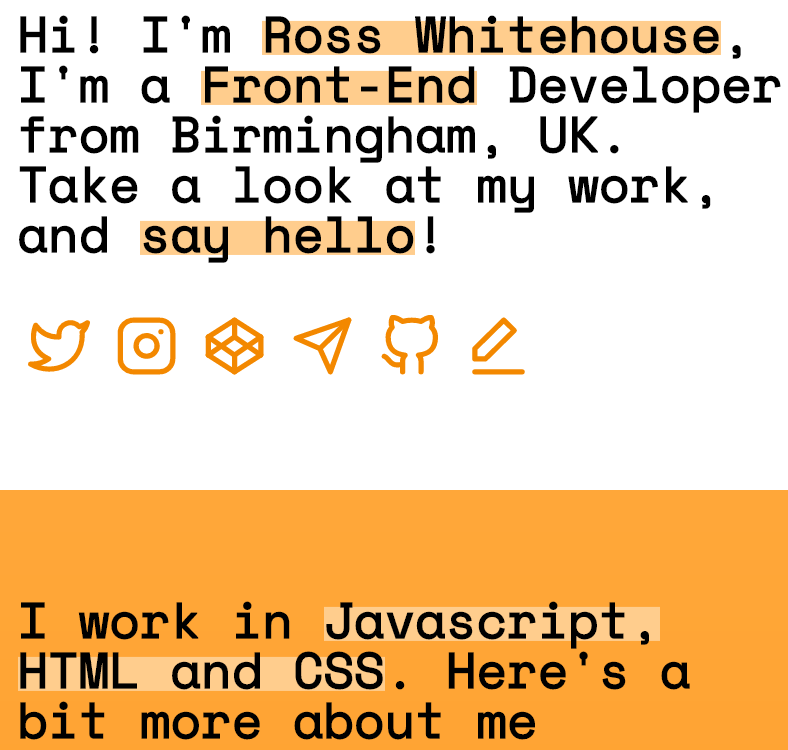 Hi! I'm Ross Whitehouse,
I'm a Front-End Developer
from Birmingham, UK.
Take a look at my work,
and say hello!
I work in Javascript,
HTML and CSS. Here's a
bit more about me